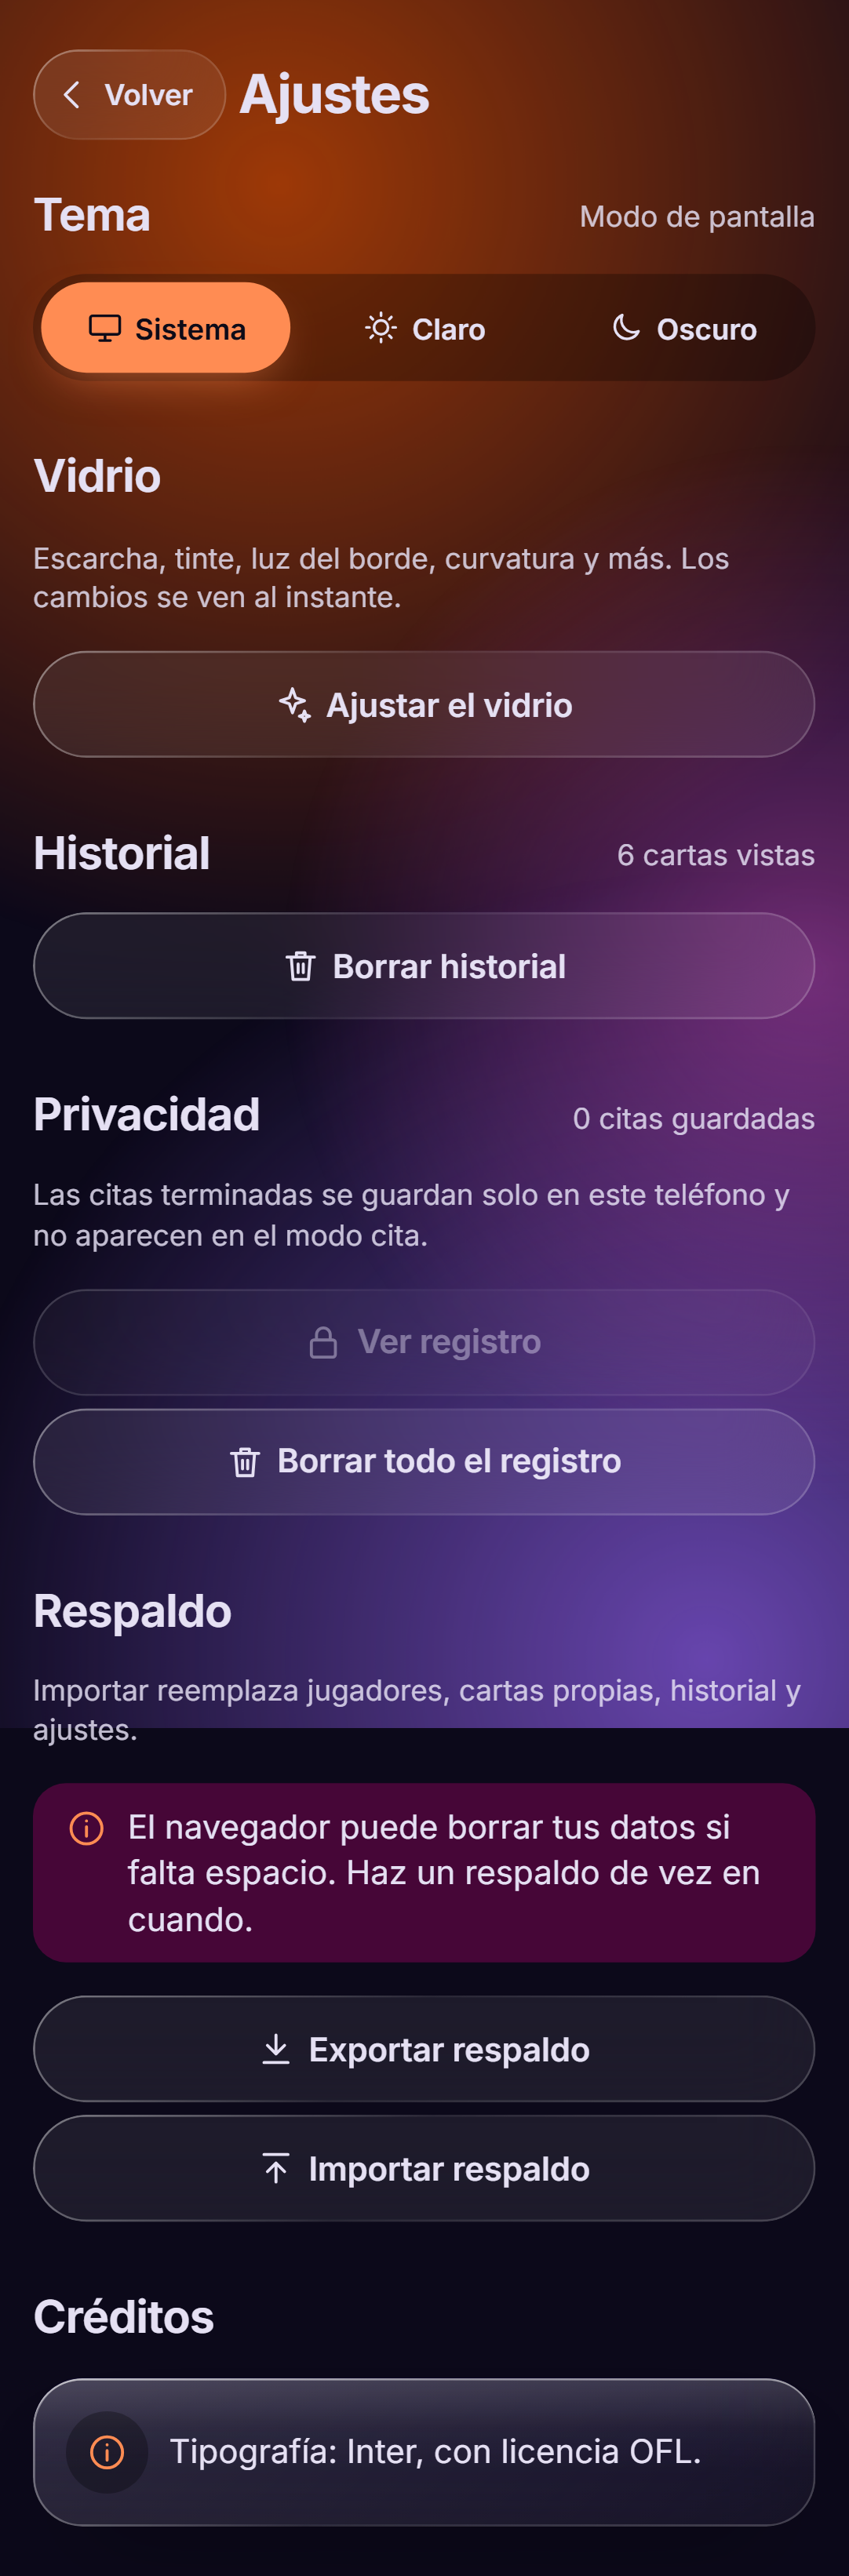 Volver
Ajustes
Tema
Modo de pantalla
Sistema
Claro
Oscuro
Vidrio
Escarcha, tinte, luz del borde, curvatura y más. Los
cambios se ven al instante.
Ajustar el vidrio
Historial
6 cartas vistas
Borrar historial
Privacidad
0 citas guardadas
Las citas terminadas se guardan solo en este teléfono y
no aparecen en el modo cita.
Ver registro
Borrar todo el registro
Respaldo
Importar reemplaza jugadores, cartas propias, historial y
ajustes.
El navegador puede borrar tus datos si
falta espacio. Haz un respaldo de vez en
cuando.
Exportar respaldo
Importar respaldo
Créditos
Tipografía: Inter, con licencia OFL.